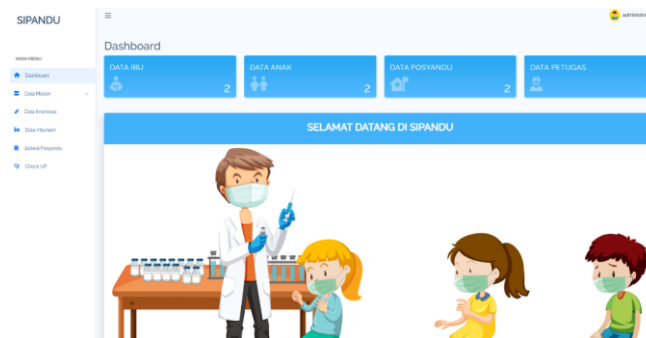 SIPANDU
administrator
Dashboard
DATA IBU
2
DATA ANAK
2
DATA POSYANDU
2
DATA PETUGAS
MAIN MENU
Dashboard
Data Master
Data Imunisasi
Data Vitamin
Jadwal Posyandu
Check UP
SELAMAT DATANG DI SIPANDU